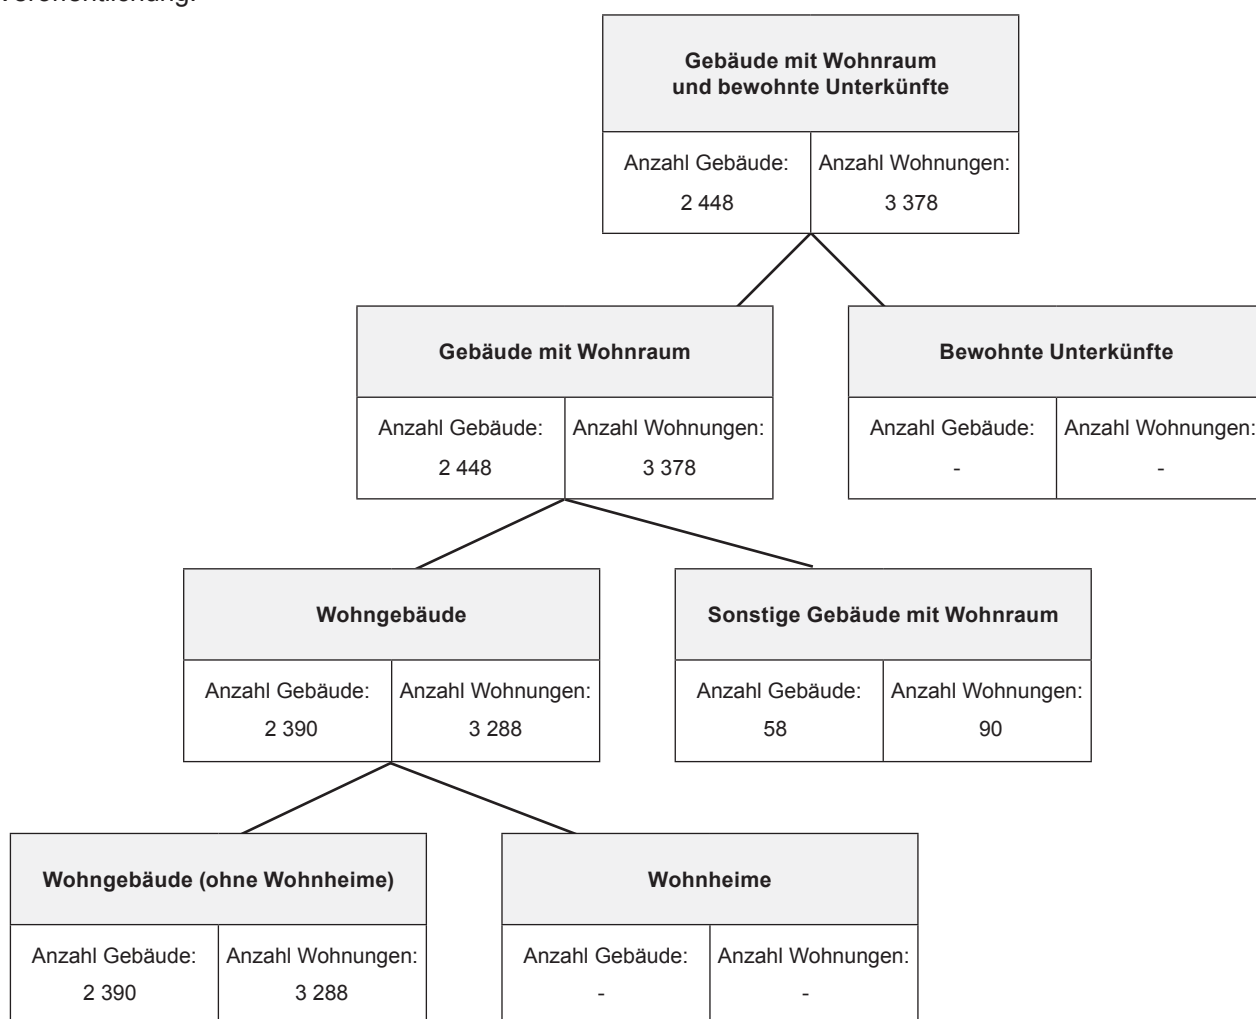 Veröffentlichung.
Gebäude mit Wohnraum
und bewohnte Unterkünfte
Anzahl Gebäude:
Anzahl Wohnungen:
2 448
3 378
Gebäude mit Wohnraum
Anzahl Gebäude:
Anzahl Wohnungen:
2 448
3 378
Bewohnte Unterkünfte
Anzahl Gebäude:
Anzahl Wohnungen:
-
-
Wohngebäude
Anzahl Gebäude:
Anzahl Wohnungen:
2 390
3 288
Sonstige Gebäude mit Wohnraum
Anzahl Gebäude:
Anzahl Wohnungen:
58
90
Wohngebäude (ohne Wohnheime)
Anzahl Gebäude:
Anzahl Wohnungen:
2 390
3 288
Wohnheime
Anzahl Gebäude:
Anzahl Wohnungen:
-
-